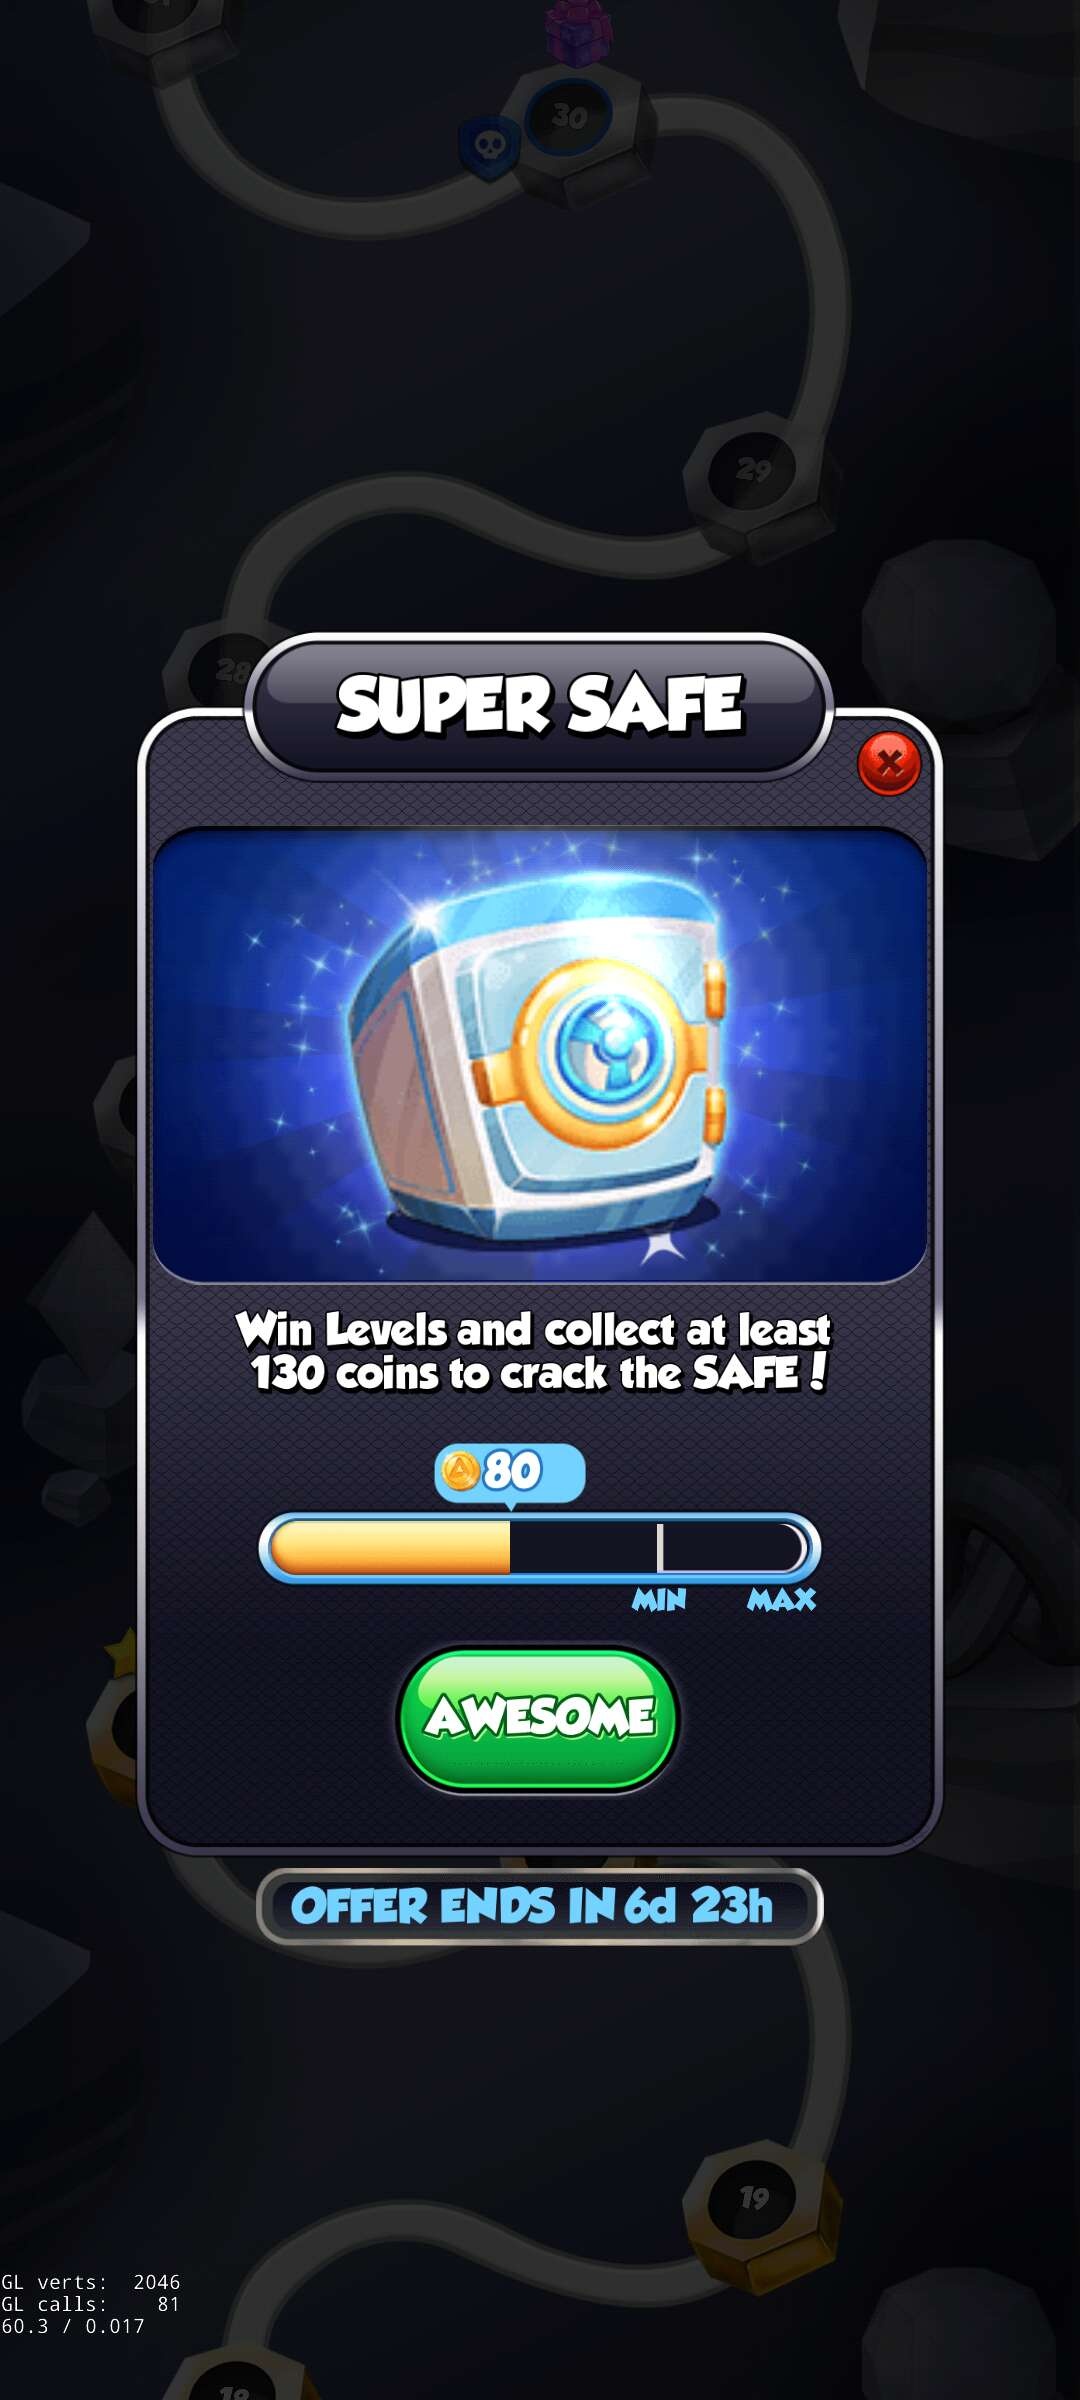 30
29
28
SUPER SAFE
Win Levels and collect at least
130 coins to crack the SAFE!
80
MIN MAX
AWESOME
OFFER ENDS IN 6d 23h
19
GL verts: 2046
GL calls: 81
60.3 / 0.017
18